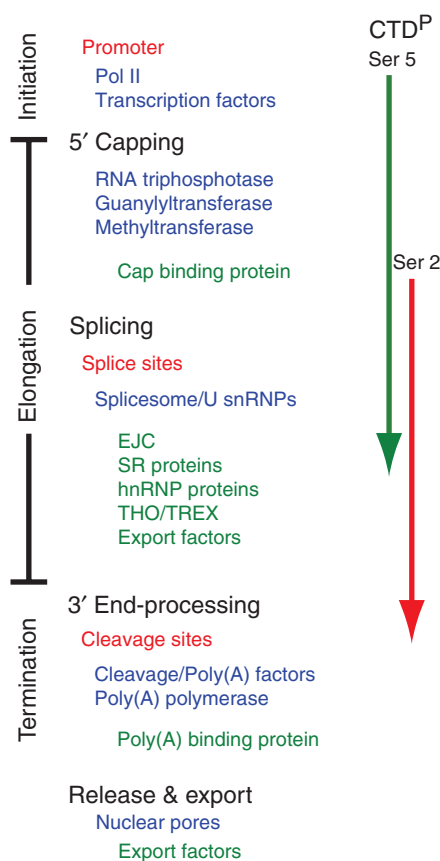 CTDP
Ser 5
Initiation
Promoter
Pol II
Transcription factors
5′ Capping
RNA triphosphotase
Guanylyltransferase
Methyltransferase
Cap binding protein
Ser 2
Elongation
Splicing
Splice sites
Splicesome/U snRNPs
EJC
SR proteins
hnRNP proteins
THO/TREX
Export factors
Termination
3′ End-processing
Cleavage sites
Cleavage/Poly(A) factors
Poly(A) polymerase
Poly(A) binding protein
Release & export
Nuclear pores
Export factors